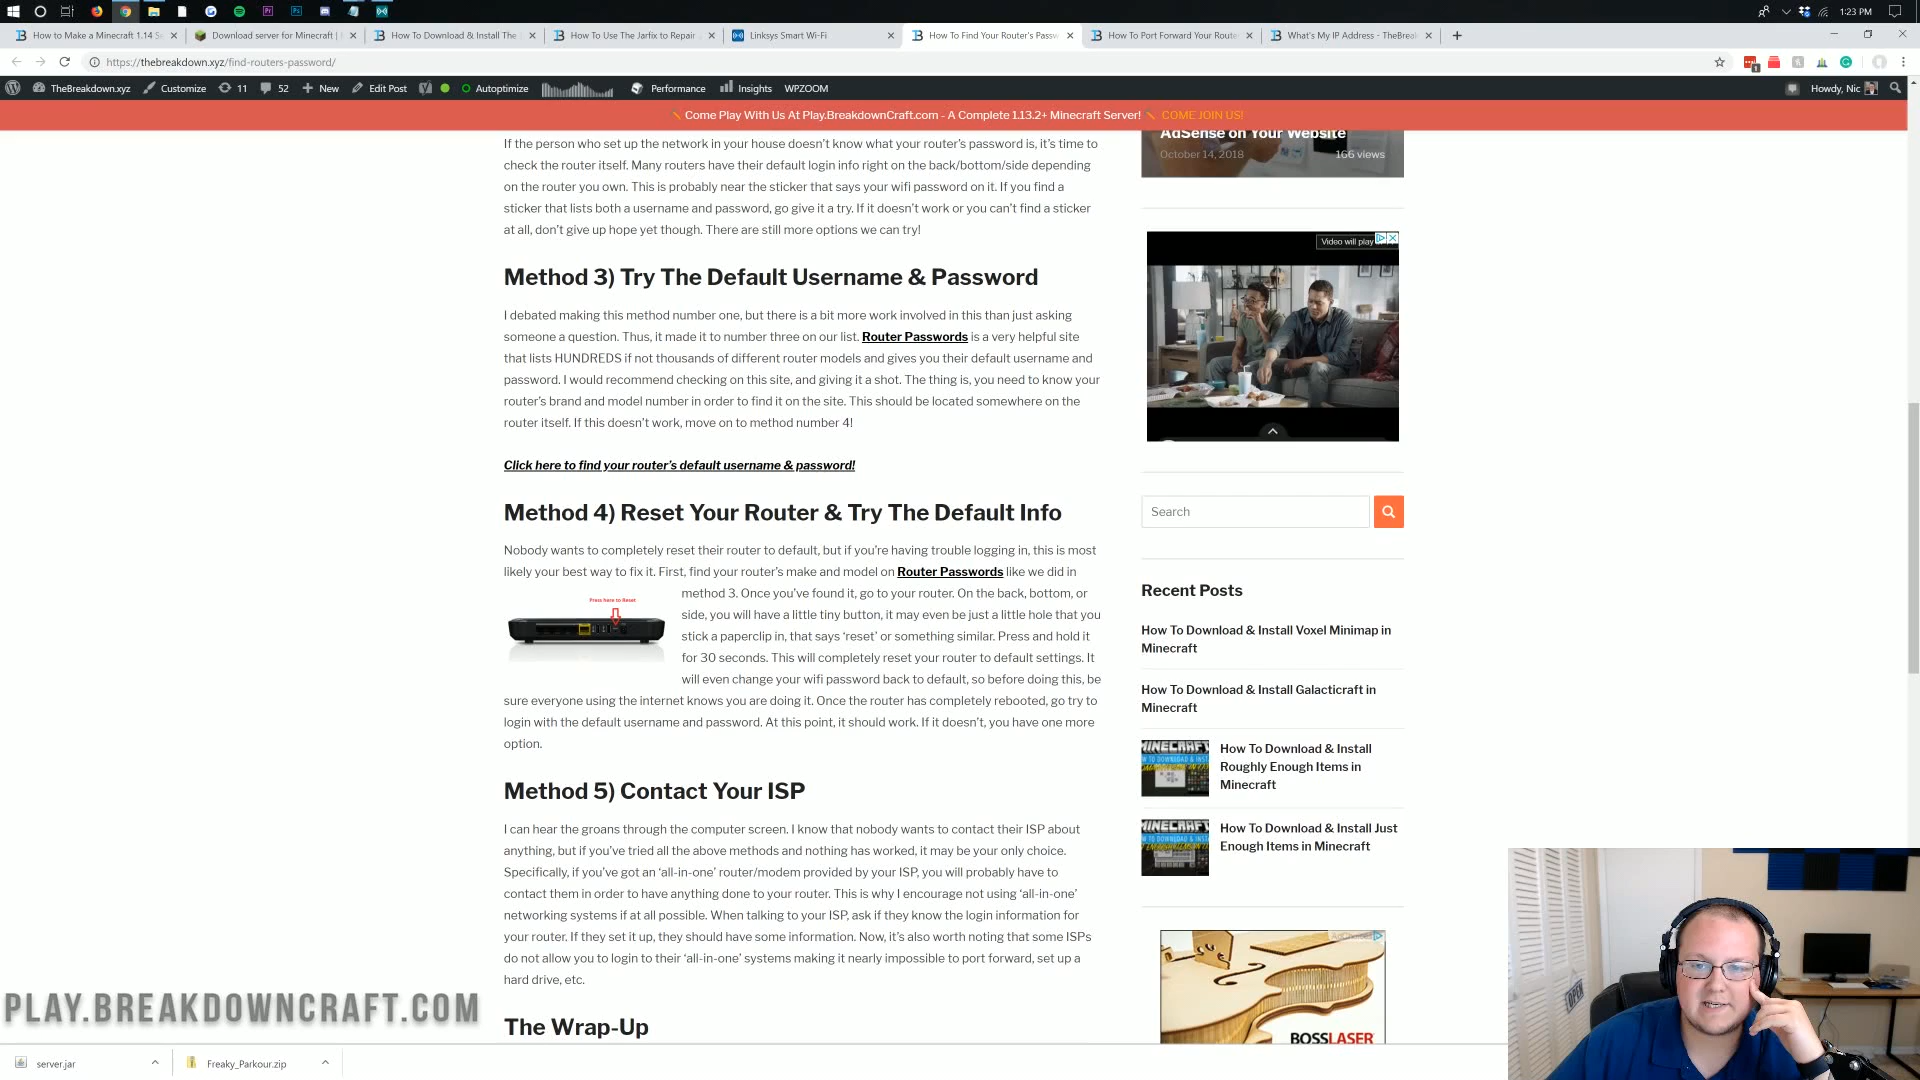 1:23 PM
How to Make a Minecraft 1.14 Se
Download server for Minecraft |
How To Download & Install The
How To Use The Jarfix to Repair
Linksys Smart Wi-Fi
How To Find Your Router's Passw
How To Port Forward Your Route
What's My IP Address - TheBreak
https://thebreakdown.xyz/find-routers-password/
TheBreakdown.xyz
Customize
11
52
New
Edit Post
Autoptimize
Performance
Insights
WPZOOM
Howdy, Nic
Come Play With Us At Play.BreakdownCraft.com - A Complete 1.13.2+ Minecraft Server!
COME JOIN US!
If the person who set up the network in your house doesn't know what your router's password is, it's time to
check the router itself. Many routers have their default login info right on the back/bottom/side depending
on the router you own. This is probably near the sticker that says your wifi password on it. If you find a
sticker that lists both a username and password, go give it a try. If it doesn't work or you can't find a sticker
at all, don't give up hope yet though. There are still more options we can try!
Method 3) Try The Default Username & Password
I debated making this method number one, but there is a bit more work involved in this than just asking
someone a question. Thus, it made it to number three on our list. Router Passwords is a very helpful site
that lists HUNDREDS if not thousands of different router models and gives you their default username and
password. I would recommend checking on this site, and giving it a shot. The thing is, you need to know your
router's brand and model number in order to find it on the site. This should be located somewhere on the
router itself. If this doesn't work, move on to method number 4!
Click here to find your router's default username & password!
Method 4) Reset Your Router & Try The Default Info
Nobody wants to completely reset their router to default, but if you're having trouble logging in, this is most
likely your best way to fix it. First, find your router's make and model on Router Passwords like we did in
Press here to Reset
method 3. Once you've found it, go to your router. On the back, bottom, or
side, you will have a little tiny button, it may even be just a little hole that you
stick a paperclip in, that says 'reset' or something similar. Press and hold it
for 30 seconds. This will completely reset your router to default settings. It
will even change your wifi password back to default, so before doing this, be
sure everyone using the internet knows you are doing it. Once the router has completely rebooted, go try to
login with the default username and password. At this point, it should work. If it doesn't, you have one more
option.
Method 5) Contact Your ISP
I can hear the groans through the computer screen. I know that nobody wants to contact their ISP about
anything, but if you've tried all the above methods and nothing has worked, it may be your only choice.
Specifically, if you've got an 'all-in-one' router/modem provided by your ISP, you will probably have to
contact them in order to have anything done to your router. This is why I encourage not using 'all-in-one'
networking systems if at all possible. When talking to your ISP, ask if they know the login information for
your router. If they set it up, they should have some information. Now, it's also worth noting that some ISPs
do not allow you to login to their 'all-in-one' systems making it nearly impossible to port forward, set up a
hard drive, etc.
The Wrap-Up
AdSense on Your Website
October 14, 2018
166 views
Video will play
Search
Recent Posts
How To Download & Install Voxel Minimap in
Minecraft
How To Download & Install Galacticraft in
Minecraft
How To Download & Install
Roughly Enough Items in
Minecraft
How To Download & Install Just
Enough Items in Minecraft
BOSSLASER
OPEN
PLAY.BREAKDOWNCRAFT.COM
server.jar
Freaky_Parkour.zip